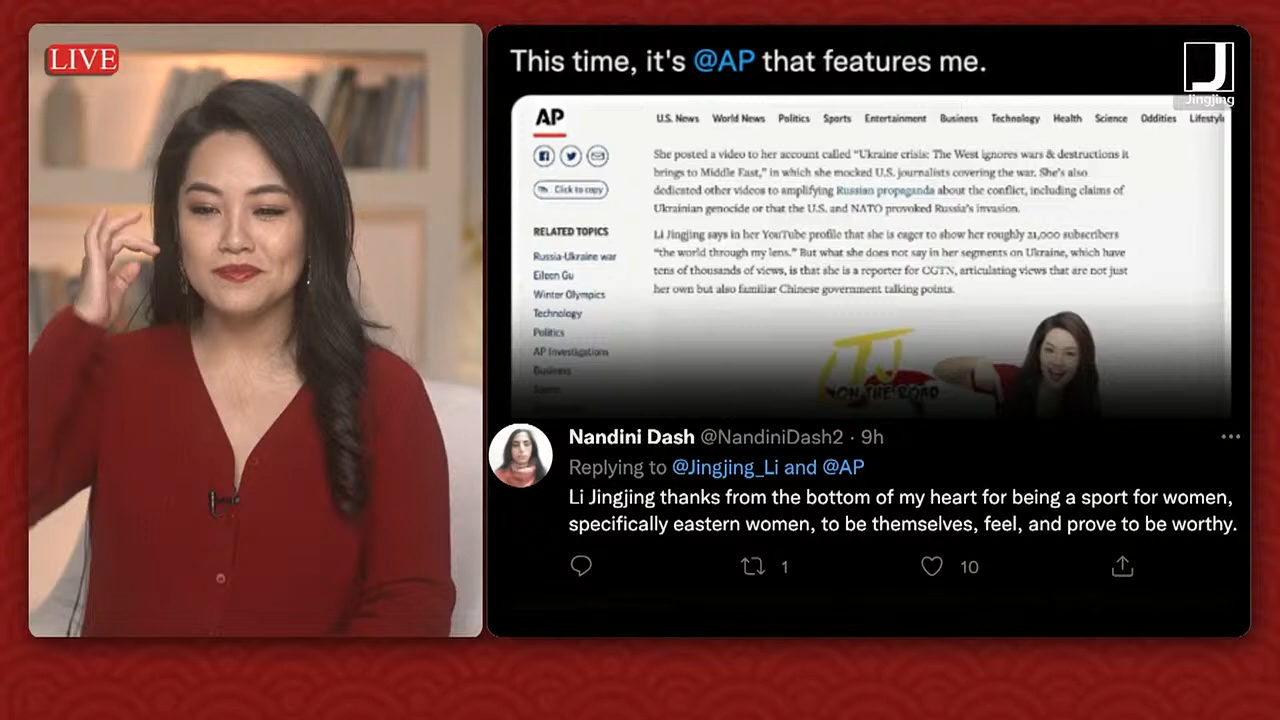 LIVE
This time, it's @AP that features me.
Jingjing
AP
U.S. News World News Politics Sports Entertainment Business Technology Health Science Oddities Lifestyle
She posted a video to her account called “Ukraine crisis: The West ignores wars & destructions it
brings to Middle East,” in which she mocked U.S. journalists covering the war. She’s also
dedicated other videos to amplifying Russian propaganda about the conflict, including claims of
Ukrainian genocide or that the U.S. and NATO provoked Russia’s invasion.
Click to copy
RELATED TOPICS
Russia-Ukraine war
Eileen Gu
Winter Olympics
Technology
Politics
AP Investigations
Business
Li Jingjing says in her YouTube profile that she is eager to show her roughly 21,000 subscribers
“the world through my lens.” But what she does not say in her segments on Ukraine, which have
tens of thousands of views, is that she is a reporter for CGTN, articulating views that are not just
her own but also familiar Chinese government talking points.
ON THE ROAD
Nandini Dash @NandiniDash2 · 9h
Replying to @Jingjing_Li and @AP
Li Jingjing thanks from the bottom of my heart for being a sport for women,
specifically eastern women, to be themselves, feel, and prove to be worthy.
1 10